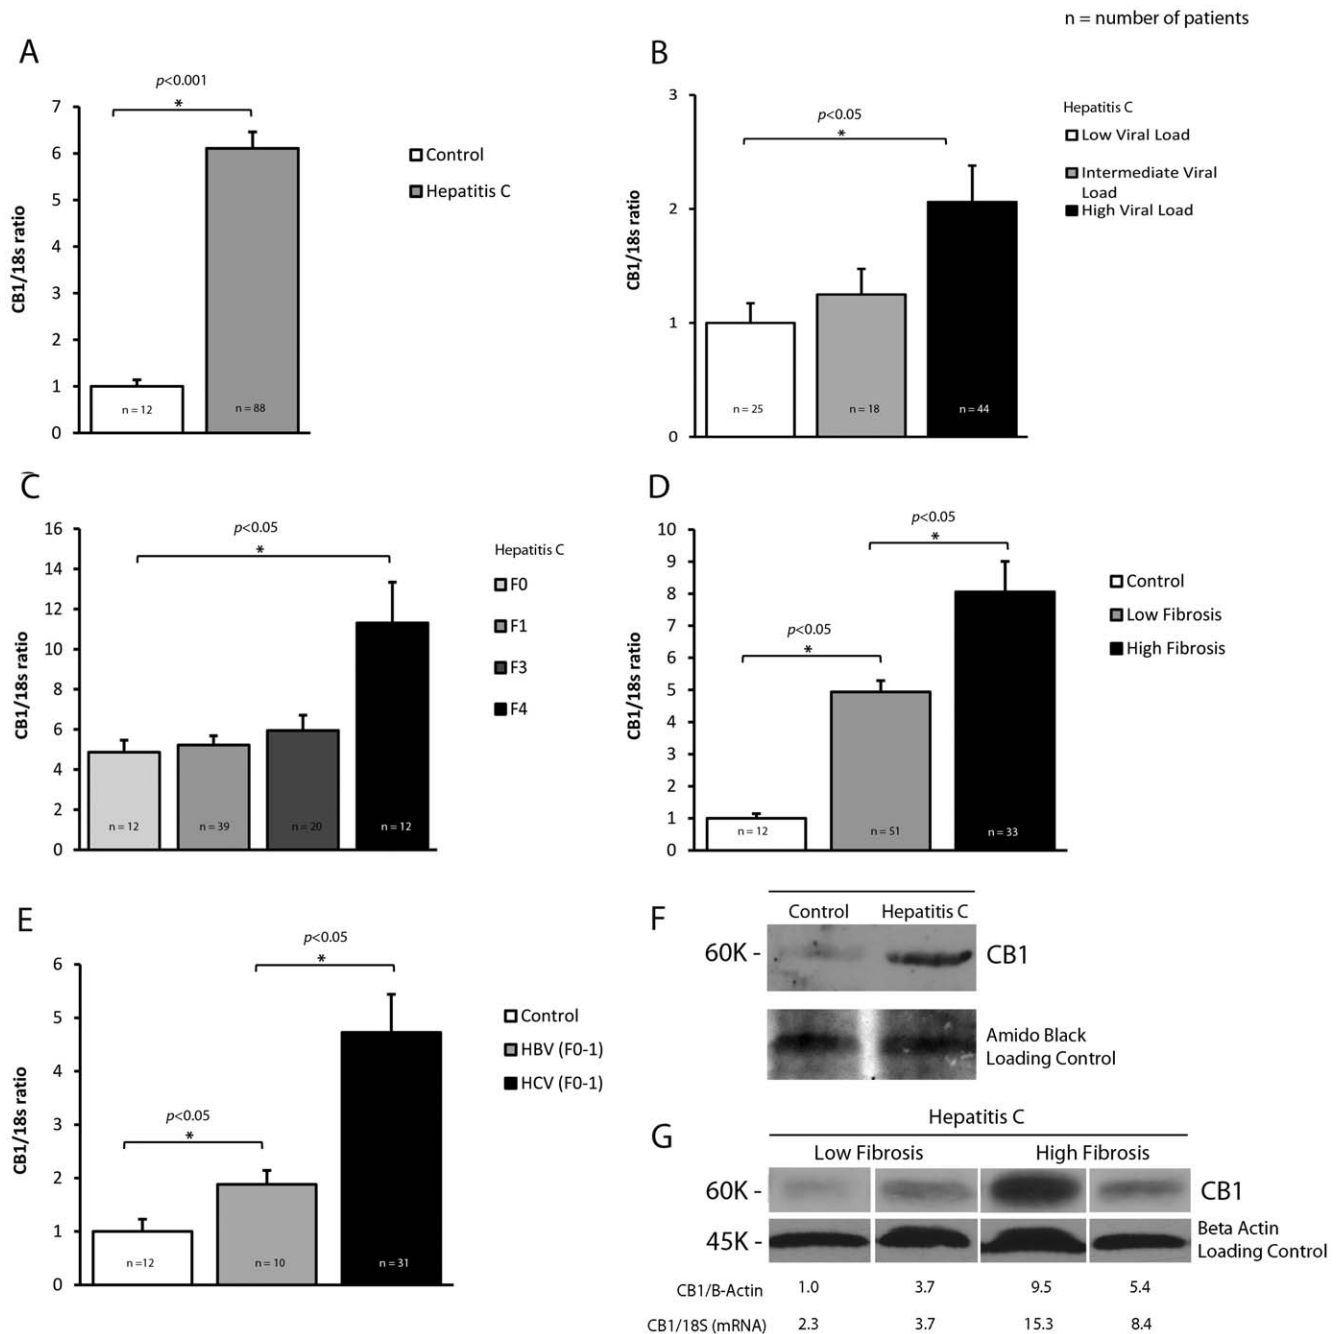 n = number of patients
A
p<0.001
*
7
6
5
4
3
2
1
0
CB1/18s ratio
n = 12
n = 88
Control
Hepatitis C
B
p<0.05
*
3
2
1
0
CB1/18s ratio
n = 25
n = 18
n = 44
Hepatitis C
Low Viral Load
Intermediate Viral
Load
High Viral Load
C
p<0.05
*
16
14
12
10
8
6
4
2
0
CB1/18s ratio
n = 12
n = 39
n = 20
n = 12
Hepatitis C
F0
F1
F3
F4
D
p<0.05
*
p<0.05
*
10
9
8
7
6
5
4
3
2
1
0
CB1/18s ratio
n = 12
n = 51
n = 33
Control
Low Fibrosis
High Fibrosis
E
p<0.05
*
p<0.05
*
6
5
4
3
2
1
0
CB1/18s ratio
n =12
n = 10
n = 31
Control
HBV (F0-1)
HCV (F0-1)
F
Control Hepatitis C
60K - CB1
Amido Black
Loading Control
G
Hepatitis C
Low Fibrosis High Fibrosis
60K - CB1
45K -
Beta Actin
Loading Control
CB1/B-Actin 1.0 3.7 9.5 5.4
CB1/18S (mRNA) 2.3 3.7 15.3 8.4